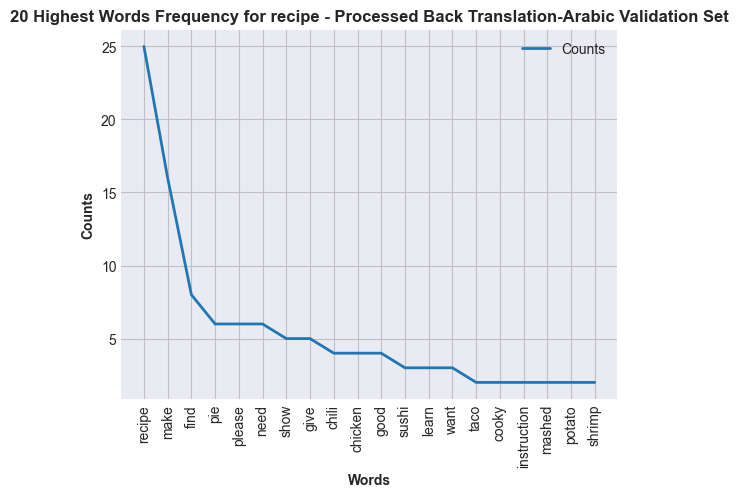 20 Highest Words Frequency for recipe - Processed Back Translation-Arabic Validation Set
Counts
25
20
15
10
5
Counts
recipe
make
find
pie
please
need
show
give
chili
chicken
good
sushi
learn
want
taco
cooky
instruction
mashed
potato
shrimp
Words